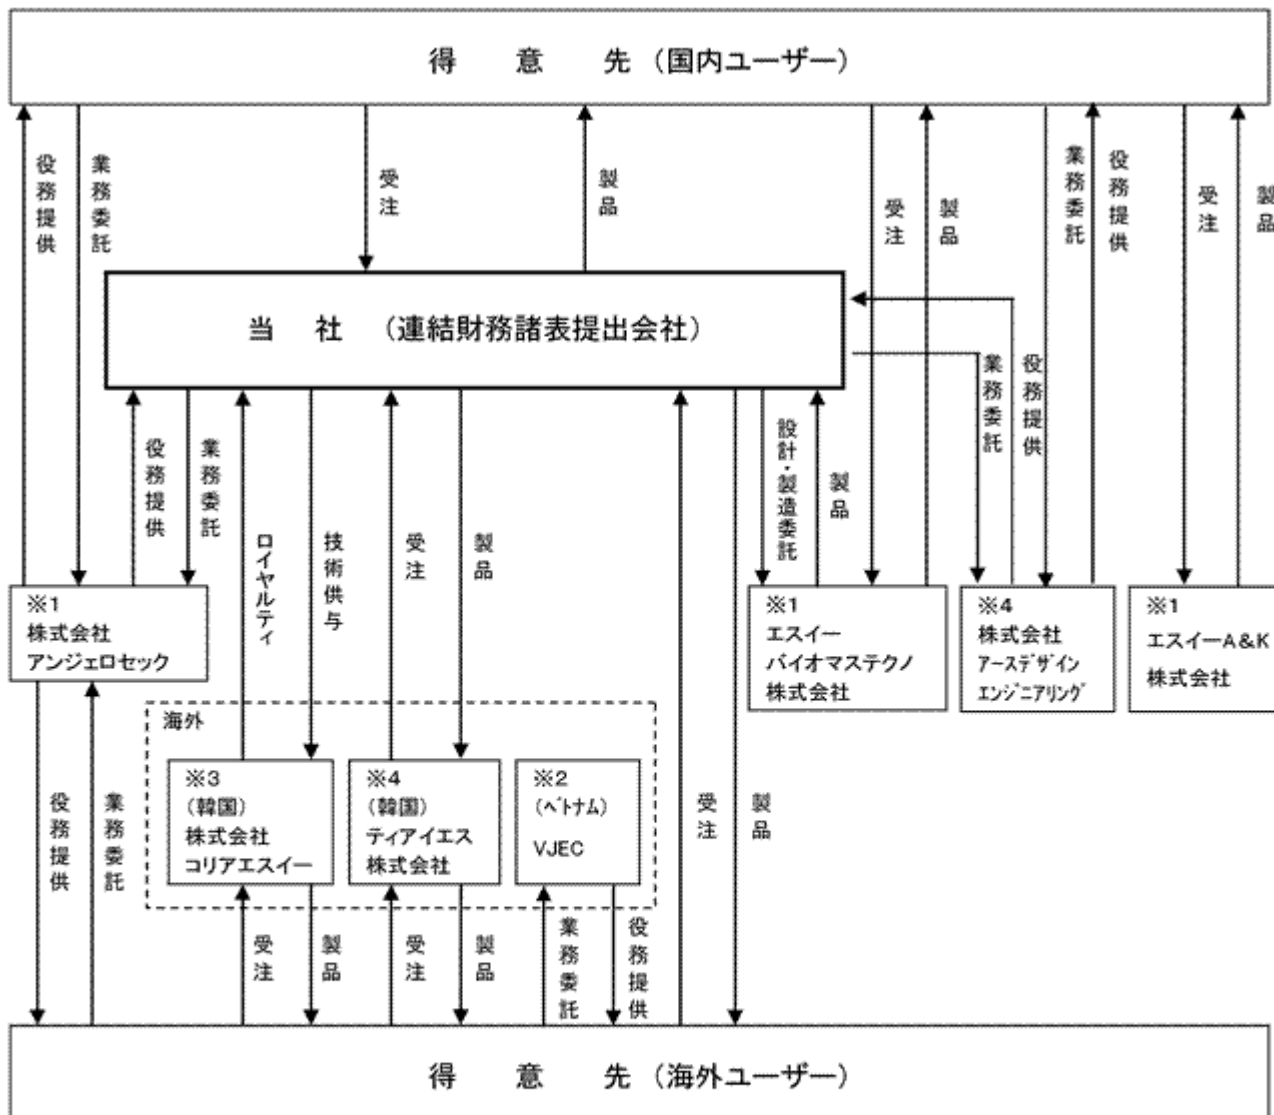 得 意 先（国内ユーザー）
役務提供
業務委託
受注
製品
受注
製品
業務委託
役務提供
受注
製品
当 社 （連結財務諸表提出会社）
役務提供
業務委託
ロイヤルティ
技術供与
受注
製品
設計・製造委託
製品
業務委託
役務提供
※1
株式会社
アンジェロセック
※1
エスイー
バイオマステクノ
株式会社
※4
株式会社
ｱｰｽﾃﾞｻﾞｲﾝ
ｴﾝｼﾞﾆｱﾘﾝｸﾞ
※1
エスイーA&K
株式会社
海外
※3
（韓国）
株式会社
コリアエスイー
※4
（韓国）
ティアイエス
株式会社
※2
（ﾍﾞﾄﾅﾑ）
VJEC
役務提供
業務委託
受注
製品
受注
製品
業務委託
役務提供
受注
製品
得 意 先（海外ユーザー）